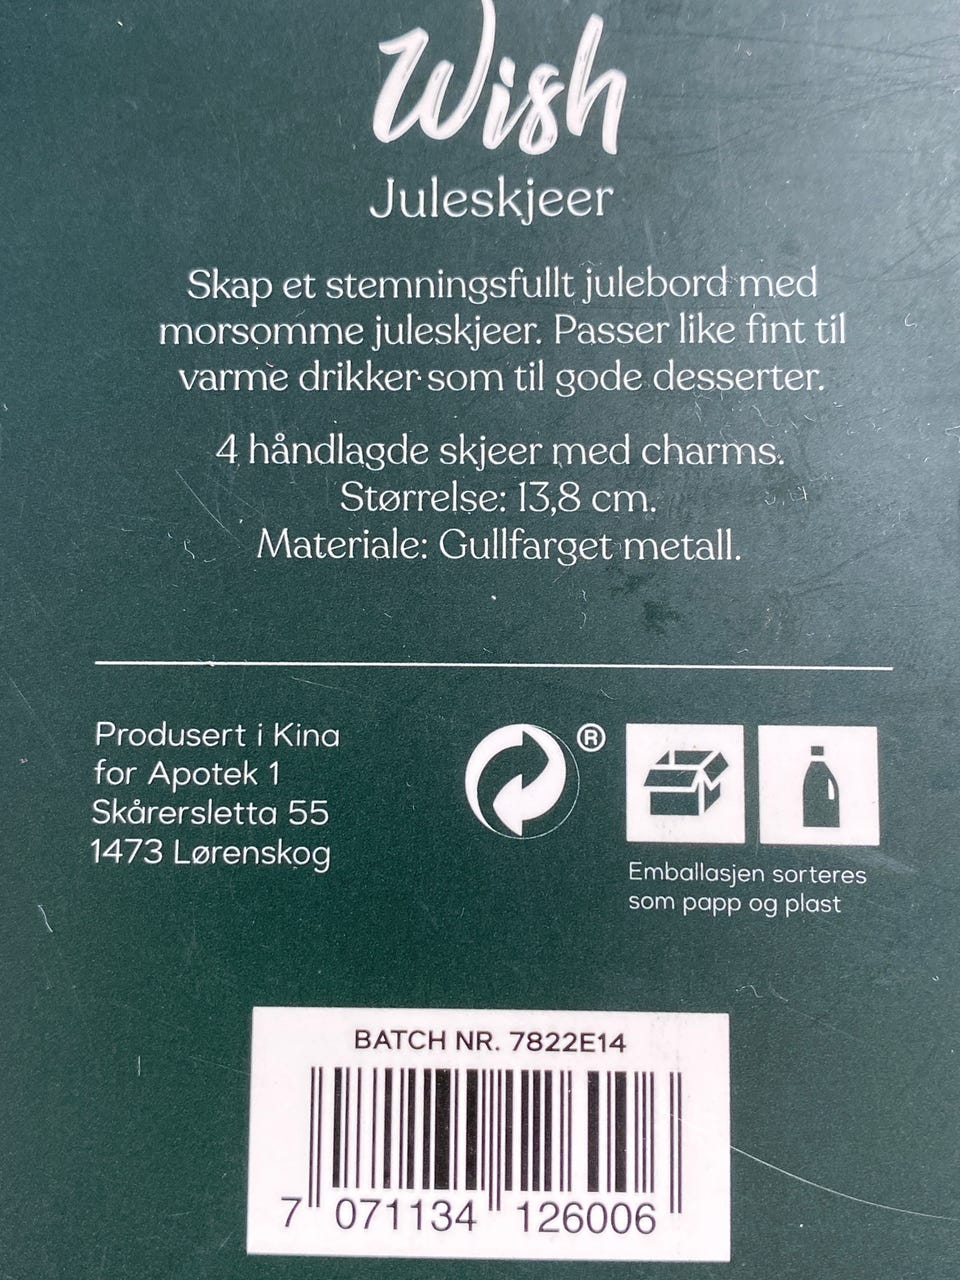 Wish
Juleskjeer
Skap et stemningsfullt julebord med
morsomme juleskjeer. Passer like fint til
varme drikker som til gode desserter.
4 håndlagde skjeer med charms.
Størrelse: 13,8 cm.
Materiale: Gullfarget metall.
Produsert i Kina
for Apotek 1
Skårersletta 55
1473 Lørenskog
®
Emballasjen sorteres
som papp og plast
BATCH NR. 7822E14
7 071134 126006